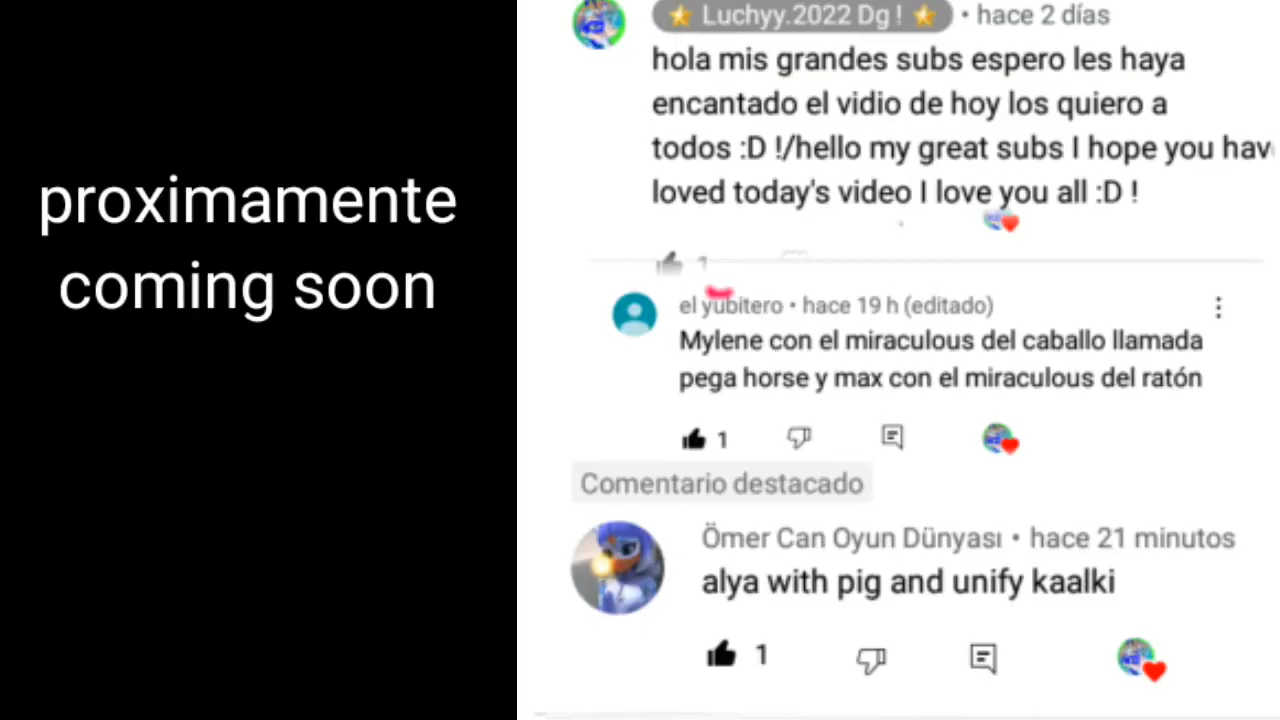 proximamente
coming soon
⭐ Luchyy.2022 Dg ! ⭐ • hace 2 días
hola mis grandes subs espero les haya
encantado el vidio de hoy los quiero a
todos :D !/hello my great subs I hope you hav
loved today's video I love you all :D !
1
el yubitero • hace 19 h (editado)
Mylene con el miraculous del caballo llamada
pega horse y max con el miraculous del ratón
1
Comentario destacado
Ömer Can Oyun Dünyası • hace 21 minutos
alya with pig and unify kaalki
1